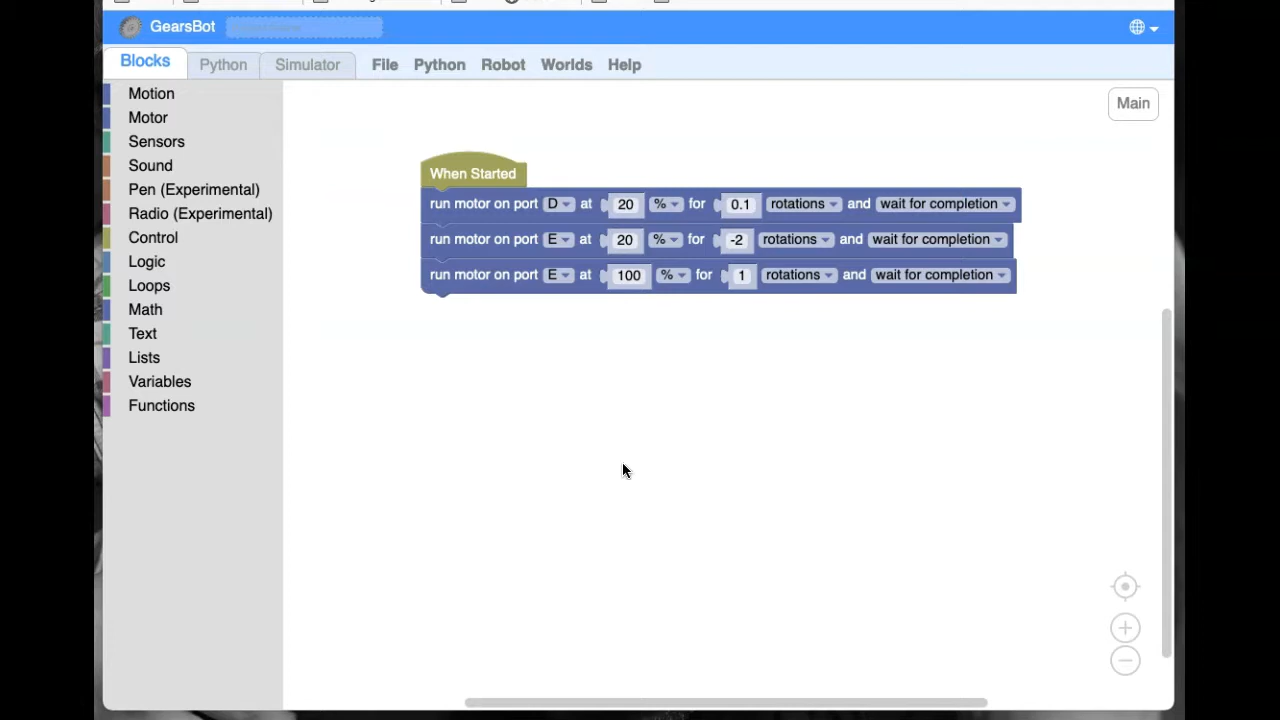 GearsBot
Blocks Python Simulator File Python Robot Worlds Help
Motion
Motor
Sensors
Sound
Pen (Experimental)
Radio (Experimental)
Control
Logic
Loops
Math
Text
Lists
Variables
Functions
Main
When Started
run motor on port D at 20 % for 0.1 rotations and wait for completion
run motor on port E at 20 % for -2 rotations and wait for completion
run motor on port E at 100 % for 1 rotations and wait for completion